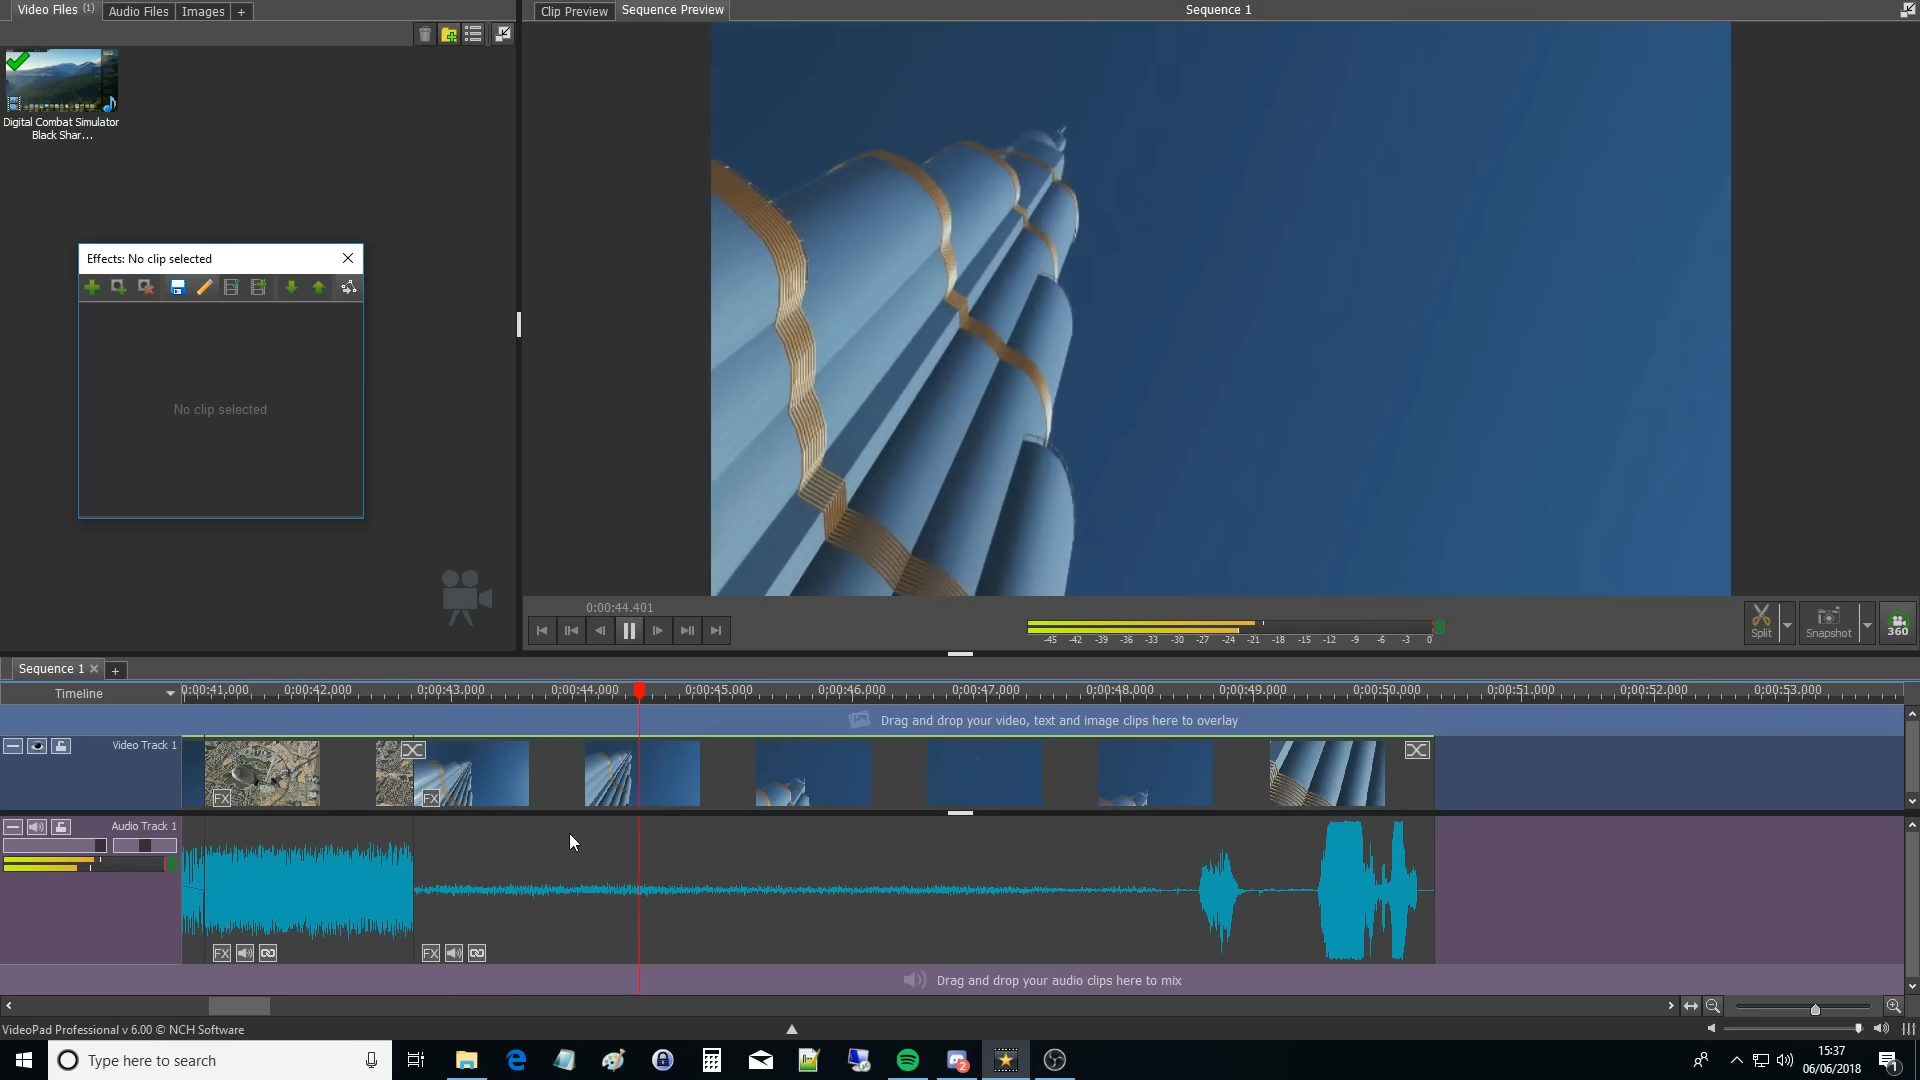 Video Files (1)
Audio Files
Images
+
Clip Preview
Sequence Preview
Sequence 1
Digital Combat Simulator
Black Shar...
Effects: No clip selected
No clip selected
0:00:44.401
-45 -42 -39 -36 -33 -30 -27 -24 -21 -18 -15 -12 -9 -6 -3 0
Split
Snapshot
360
Sequence 1
+
Timeline
0:00:41.000 0:00:42.000 0:00:43.000 0:00:44.000 0:00:45.000 0:00:46.000 0:00:47.000 0:00:48.000 0:00:49.000 0:00:50.000 0:00:51.000 0:00:52.000 0:00:53.000
Drag and drop your video, text and image clips here to overlay
Video Track 1
FX
FX
Audio Track 1
FX
FX
Drag and drop your audio clips here to mix
VideoPad Professional v 6.00 © NCH Software
Type here to search
2
15:37
06/06/2018
1